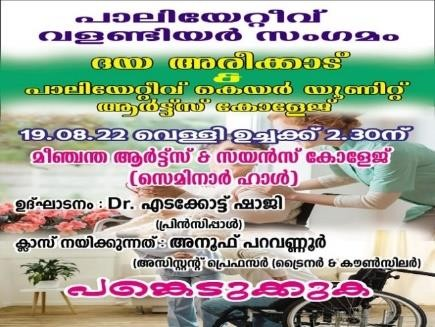 പാലിയേറ്റീവ്
വളണ്ടിയർ സംഗമം
ദയ അരീക്കാട്
&
പാലിയേറ്റീവ് കെയർ യൂണിറ്റ്
ആർട്ട്സ് കോളേജ്
19.08.22 വെള്ളി ഉച്ചക്ക് 2.30ന്
മീഞ്ചന്ത ആർട്ട്സ് & സയൻസ് കോളേജ്
(സെമിനാർ ഹാൾ)
ഉദ്ഘാടനം : Dr. എടക്കോട്ട് ഷാജി
(പ്രിൻസിപ്പാൾ)
ക്ലാസ് നയിക്കുന്നത് : അനൂഫ് പറവണ്ണൂർ
(അസിസ്റ്റന്റ് പ്രെഫസർ (ട്രൈനർ & കൗൺസിലർ)
പങ്കെടുക്കുക